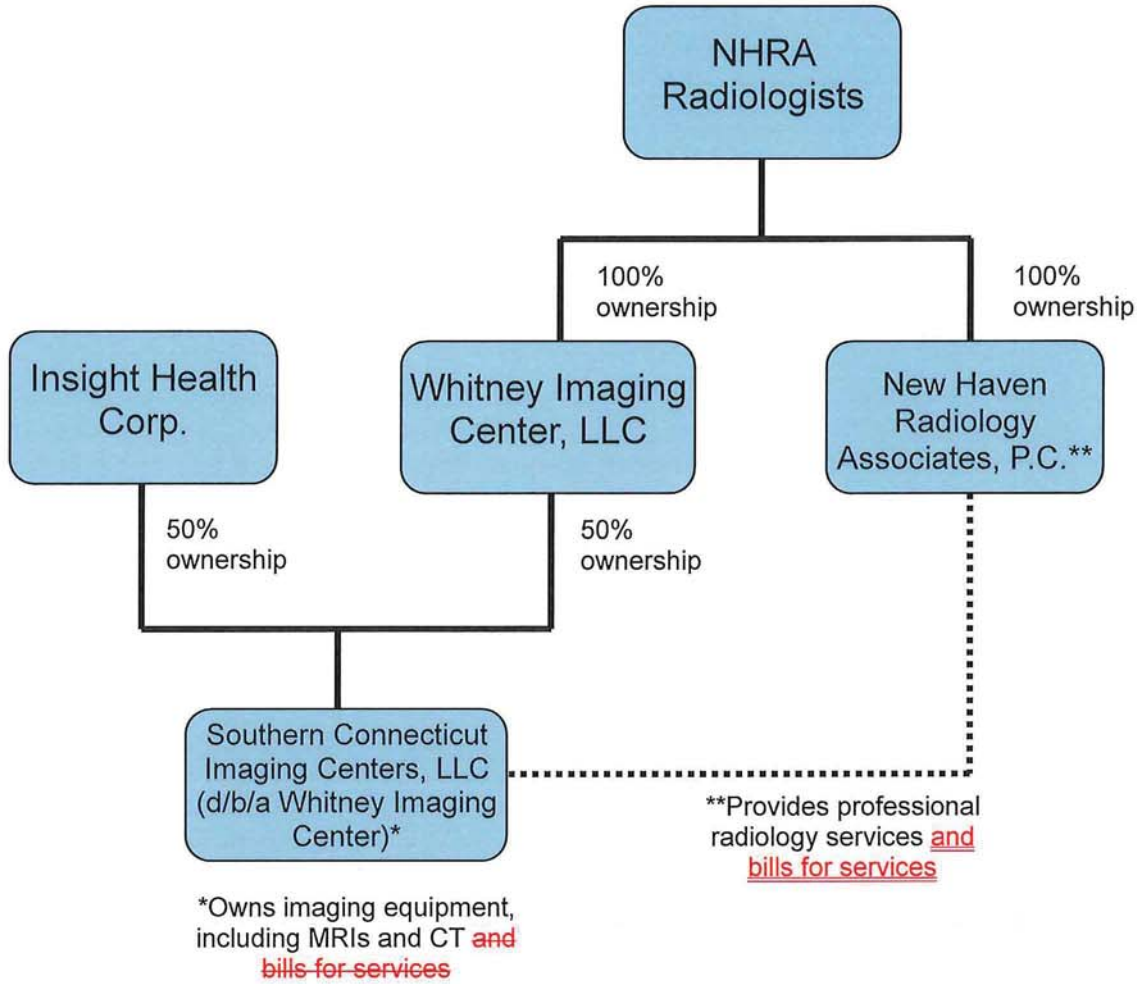 NHRA
Radiologists
100%
ownership
100%
ownership
Insight Health
Corp.
Whitney Imaging
Center, LLC
New Haven
Radiology
Associates, P.C.**
50%
ownership
50%
ownership
Southern Connecticut
Imaging Centers, LLC
(d/b/a Whitney Imaging
Center)*
**Provides professional
radiology services and
bills for services
*Owns imaging equipment,
including MRIs and CT and
bills for services